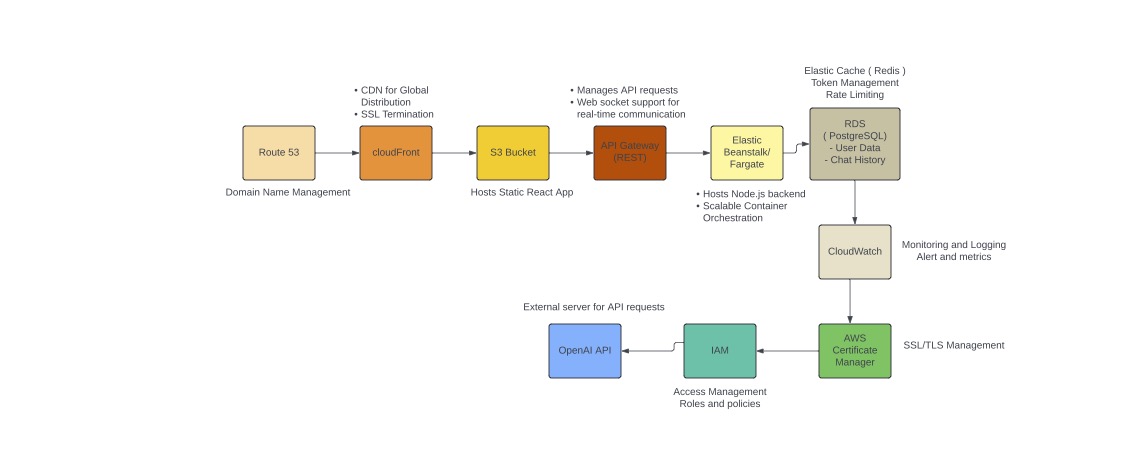 Elastic Cache ( Redis )
Token Management
Rate Limiting
• CDN for Global
Distribution
• SSL Termination
• Manages API requests
• Web socket support for
real-time communication
Route 53
cloudFront
S3 Bucket
API Gateway
(REST)
Elastic
Beanstalk/
Fargate
RDS
( PostgreSQL)
- User Data
- Chat History
Domain Name Management
Hosts Static React App
• Hosts Node.js backend
• Scalable Container
Orchestration
CloudWatch
Monitoring and Logging
Alert and metrics
External server for API requests
OpenAI API
IAM
AWS
Certificate
Manager
SSL/TLS Management
Access Management
Roles and policies